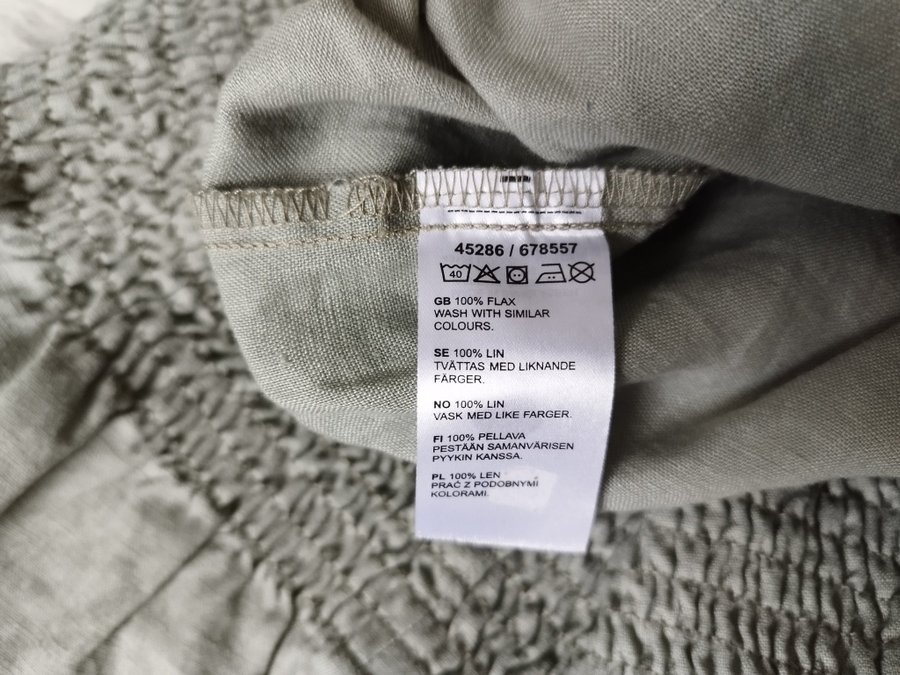 45286 / 678557
40
GB 100% FLAX
WASH WITH SIMILAR
COLOURS.
SE 100% LIN
TVÄTTAS MED LIKNANDE
FÄRGER.
NO 100% LIN
VASK MED LIKE FARGER.
FI 100% PELLAVA
PESTÄÄN SAMANVÄRISEN
PYYKIN KANSSA.
PL 100% LEN
PRAĆ Z PODOBNYMI
KOLORAMI.